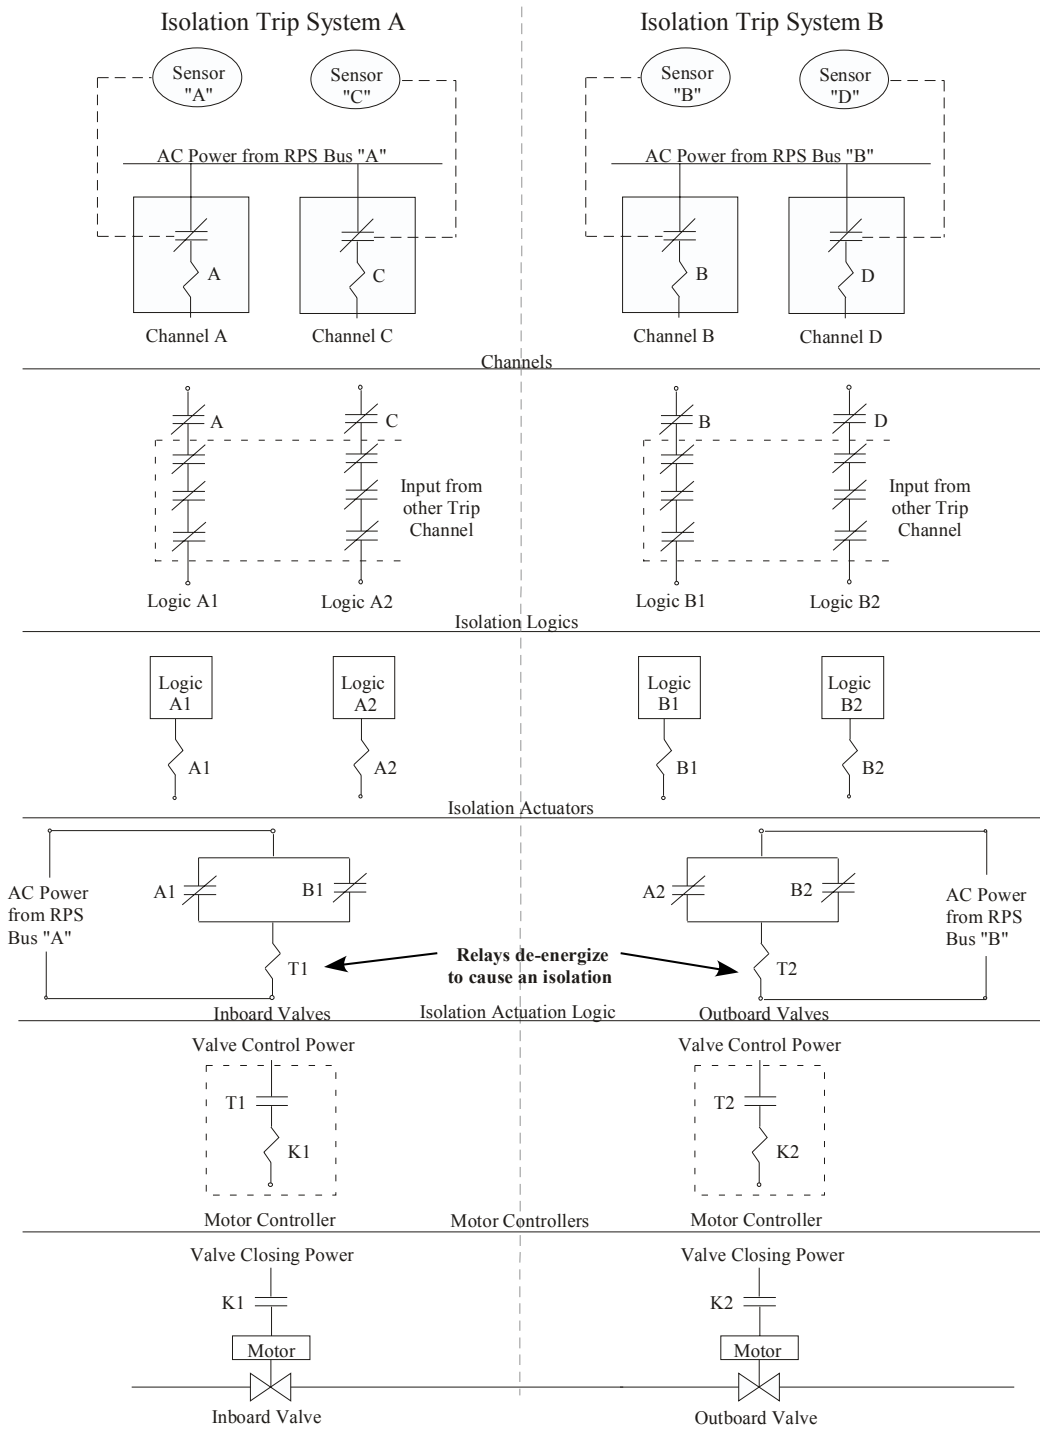 Isolation Trip System A
Isolation Trip System B
Sensor
"A"
Sensor
"C"
Sensor
"B"
Sensor
"D"
AC Power from RPS Bus "A"
AC Power from RPS Bus "B"
A
C
B
D
Channel A
Channel C
Channel B
Channel D
Channels
A
C
B
D
Input from
other Trip
Channel
Input from
other Trip
Channel
Logic A1
Logic A2
Logic B1
Logic B2
Isolation Logics
Logic
A1
Logic
A2
Logic
B1
Logic
B2
A1
A2
B1
B2
Isolation Actuators
AC Power
from RPS
Bus "A"
A1
B1
A2
B2
AC Power
from RPS
Bus "B"
T1
Relays de-energize
to cause an isolation
T2
Inboard Valves
Isolation Actuation Logic
Outboard Valves
Valve Control Power
Valve Control Power
T1
T2
K1
K2
Motor Controller
Motor Controllers
Motor Controller
Valve Closing Power
Valve Closing Power
K1
K2
Motor
Motor
Inboard Valve
Outboard Valve